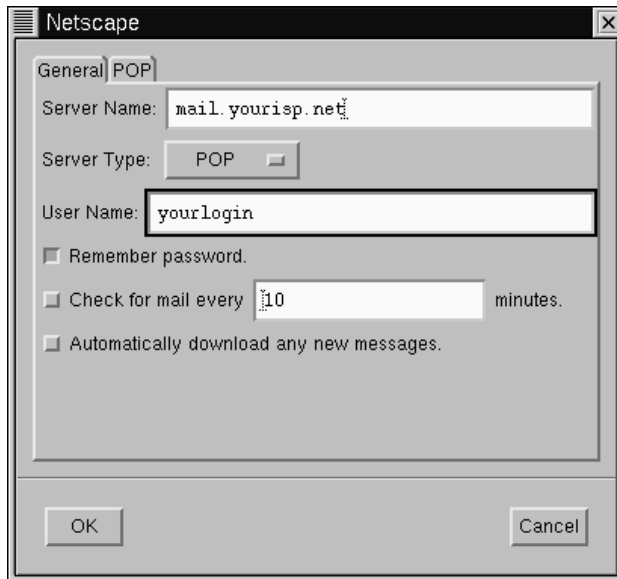 Netscape
General POP
Server Name: mail.yourisp.net
Server Type: POP
User Name: yourlogin
Remember password.
Check for mail every 10 minutes.
Automatically download any new messages.
OK Cancel